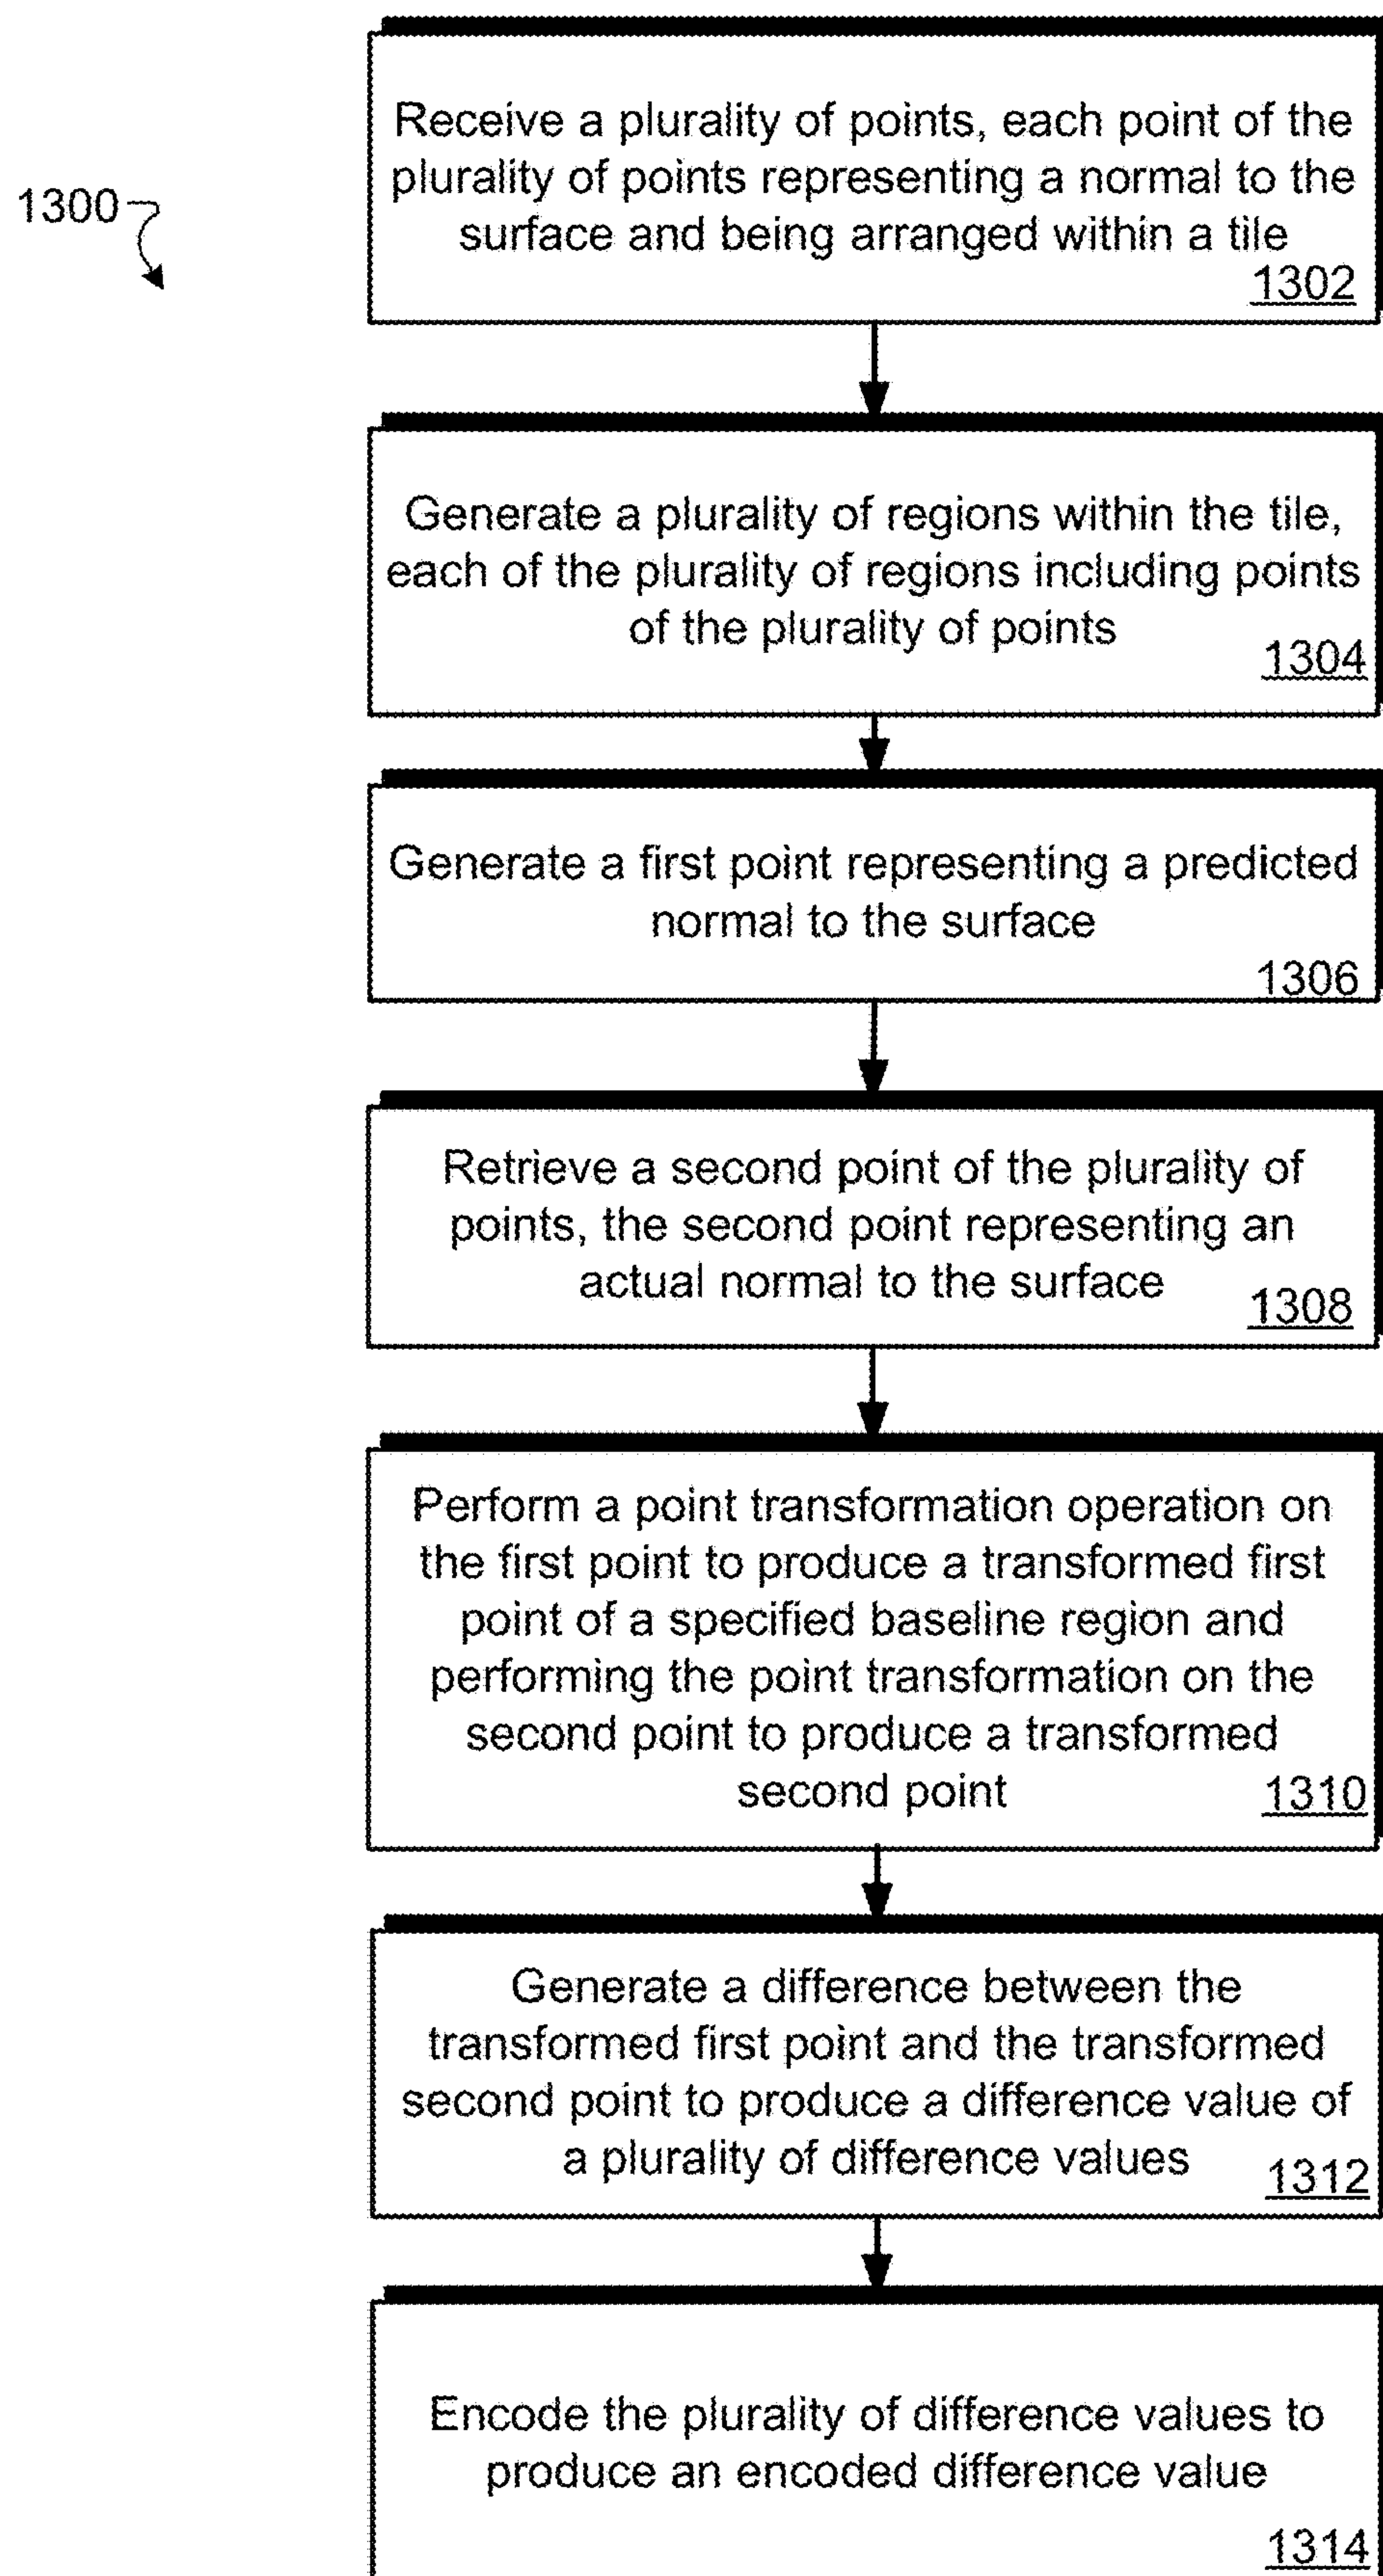 1300
Receive a plurality of points, each point of the
plurality of points representing a normal to the
surface and being arranged within a tile
1302
Generate a plurality of regions within the tile,
each of the plurality of regions including points
of the plurality of points
1304
Generate a first point representing a predicted
normal to the surface
1306
Retrieve a second point of the plurality of
points, the second point representing an
actual normal to the surface
1308
Perform a point transformation operation on
the first point to produce a transformed first
point of a specified baseline region and
performing the point transformation on the
second point to produce a transformed
second point
1310
Generate a difference between the
transformed first point and the transformed
second point to produce a difference value of
a plurality of difference values
1312
Encode the plurality of difference values to
produce an encoded difference value
1314